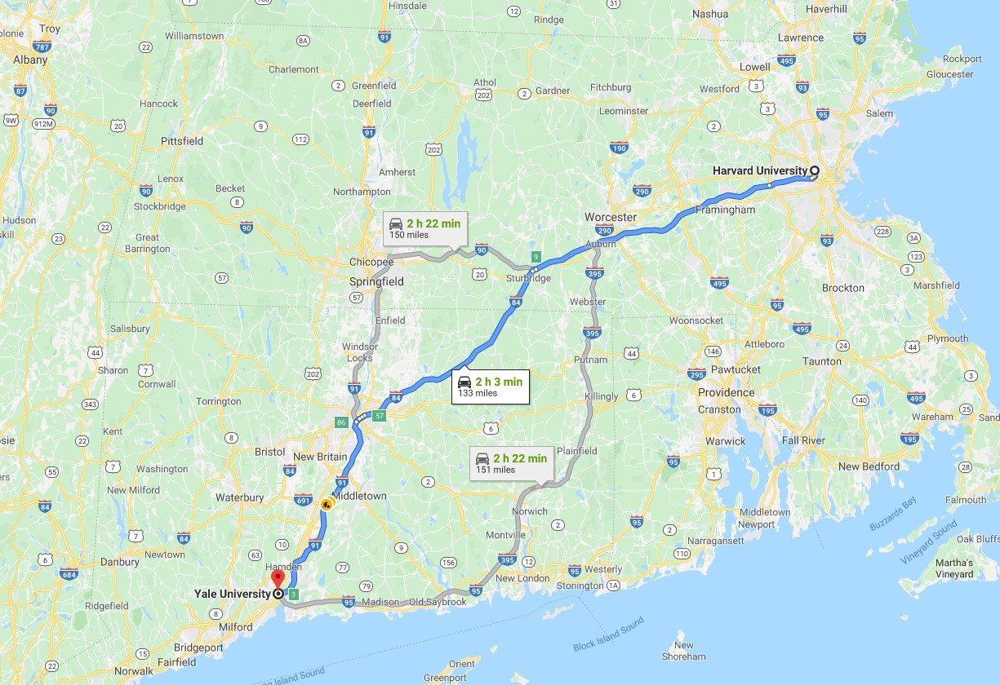 Hinsdale
Haverhill
Nashua
Troy
Rindge
Williamstown
Lawrence
Albany
Charlemont
Lowell
Rockport
Gloucester
Athol
Gardner
Fitchburg
Westford
Greenfield
Deerfield
Hancock
Leominster
Salem
Pittsfield
Amherst
Harvard University
Lenox
Becket
Northampton
Stockbridge
Framingham
Worcester
Hudson
2 h 22 min
150 miles
Great
Barrington
Auburn
Chicopee
Springfield
Sturbridge
Brockton
Marshfield
Webster
Enfield
Woonsocket
Salisbury
Plymouth
Attleboro
Windsor
Locks
Putnam
Taunton
Sharon
Cornwall
Pawtucket
2 h 3 min
133 miles
Torrington
Killingly
Providence
Cranston
Wareham
Kent
Warwick
Fall River
Bristol
New Britain
Plainfield
2 h 22 min
151 miles
Washington
New Bedford
New Milford
Waterbury
Middletown
Falmouth
Norwich
Middletown
Newport
Buzzards Bay
Montville
Narragansett
Vineyard Sound
Oak Bluffs
Newtown
Danbury
Hamden
Westerly
Martha's
Vineyard
New London
Stonington
Yale University
Madison
Old Saybrook
Ridgefield
Milford
Block Island Sound
Bridgeport
New
Shoreham
Fairfield
Norwalk
Orient
Greenport
Island Sound